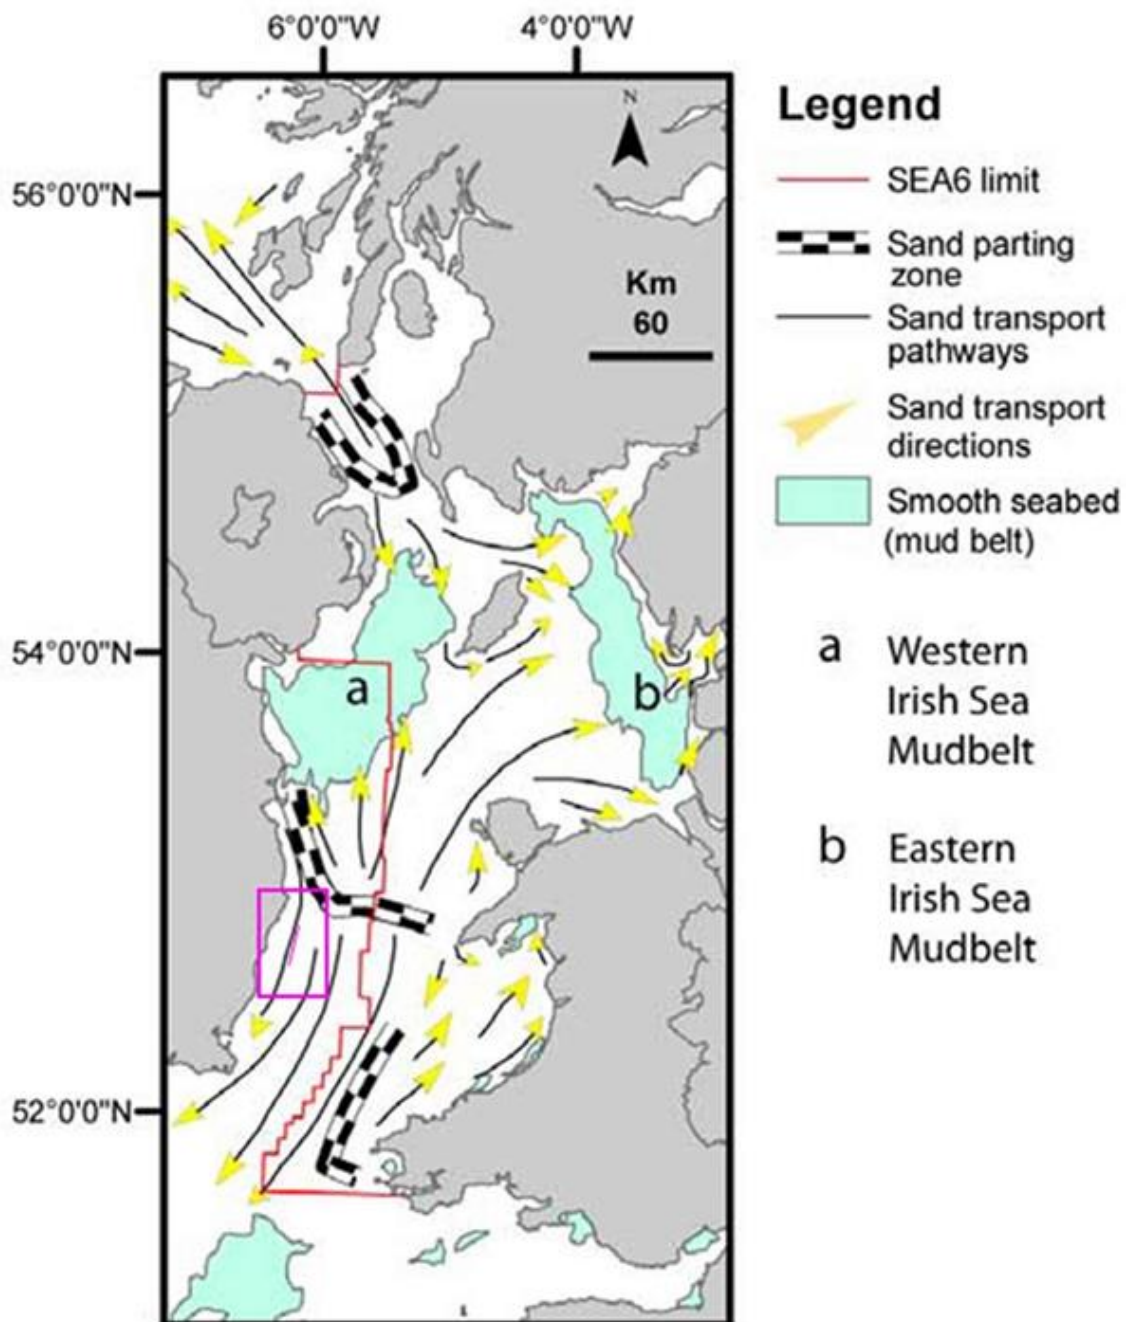 6°0'0"W
4°0'0"W
N
56°0'0"N
54°0'0"N
52°0'0"N
Km
60
a
b
Legend
SEA6 limit
Sand parting
zone
Sand transport
pathways
Sand transport
directions
Smooth seabed
(mud belt)
a
Western
Irish Sea
Mudbelt
b
Eastern
Irish Sea
Mudbelt